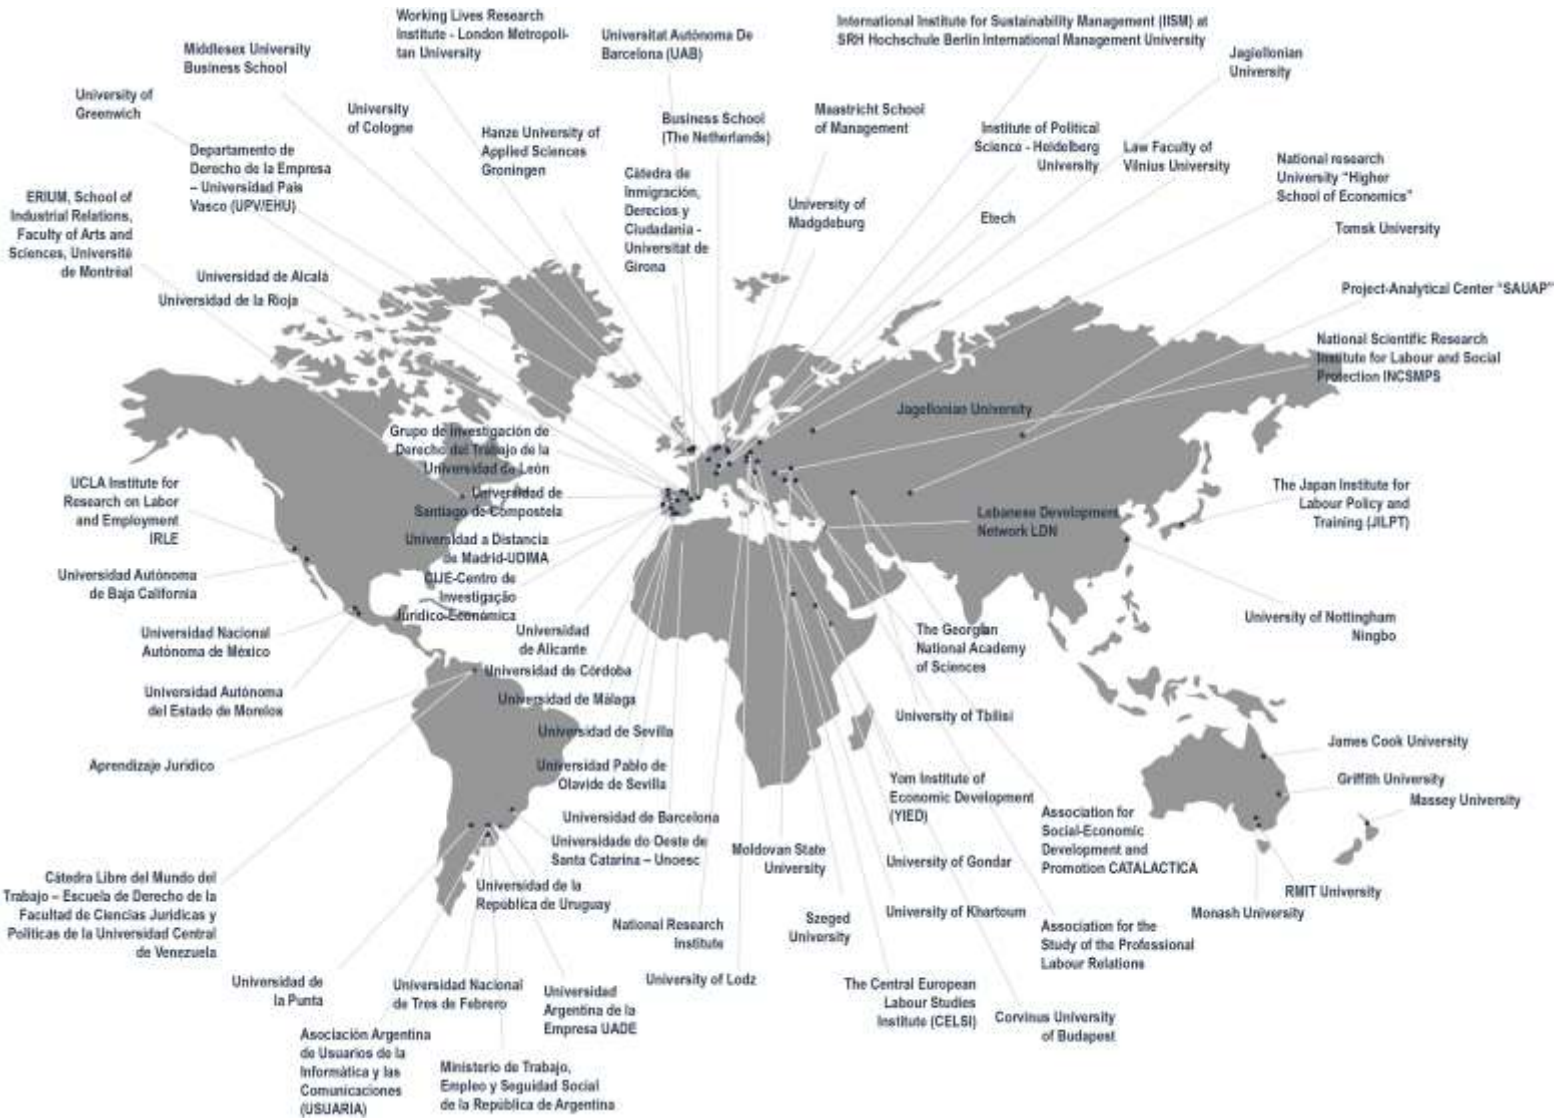 Working Lives Research
Institute - London Metropoli-
tan University
Middlesex University
Business School
Universitat Autónoma De
Barcelona (UAB)
International Institute for Sustainability Management (IISM) at
SRH Hochschule Berlin International Management University
Jagiellonian
University
University of
Greenwich
University
of Cologne
Hanze University of
Applied Sciences
Groningen
Business School
(The Netherlands)
Maastricht School
of Management
Institute of Political
Science - Heidelberg
University
Law Faculty of
Vilnius University
National research
University "Higher
School of Economics"
Departamento de
Derecho de la Empresa
– Universidad Pais
Vasco (UPV/EHU)
Cátedra de
Inmigración,
Derecios y
Ciudadania -
Universitat de
Girona
University of
Madgdeburg
Etech
Tomsk University
ERIUM, School of
Industrial Relations,
Faculty of Arts and
Sciences, Université
de Montréal
Universidad de Alcalá
Universidad de la Rioja
Project-Analytical Center "SAUAP"
National Scientific Research
Institute for Labour and Social
Protection INCSMPS
Jagellonian University
Grupo de Investigación de
Derecho del Trabajo de la
Universidad de León
UCLA Institute for
Research on Labor
and Employment
IRLE
Universidad de
Santiago de Compostela
The Japan Institute for
Labour Policy and
Training (JILPT)
Lebanese Development
Network LDN
Universidad a Distancia
de Madrid-UDIMA
CIJE-Centro de
Investigação
Jurídico-Económica
Universidad Autónoma
de Baja California
Universidad Nacional
Autónoma de México
Universidad
de Alicante
The Georgian
National Academy
of Sciences
University of Nottingham
Ningbo
Universidad de Córdoba
Universidad Autónoma
del Estado de Morelos
Universidad de Málaga
University of Tbilisi
Universidad de Sevilla
James Cook University
Aprendizaje Jurídico
Universidad Pablo de
Olavide de Sevilla
Yom Institute of
Economic Development
(YIED)
Griffith University
Massey University
Universidad de Barcelona
Association for
Social-Economic
Development and
Promotion CATALACTICA
Universidade do Oeste de
Santa Catarina – Unoesc
Moldovan State
University
University of Gondar
Cátedra Libre del Mundo del
Trabajo – Escuela de Derecho de la
Facultad de Ciencias Jurídicas y
Políticas de la Universidad Central
de Venezuela
Universidad de la
República de Uruguay
RMIT University
Monash University
National Research
Institute
Szeged
University
University of Khartoum
Association for the
Study of the Professional
Labour Relations
Universidad de
la Punta
Universidad Nacional
de Tres de Febrero
Universidad
Argentina de la
Empresa UADE
University of Lodz
The Central European
Labour Studies
Institute (CELSI)
Corvinus University
of Budapest
Asociación Argentina
de Usuarios de la
Informática y las
Comunicaciones
(USUARIA)
Ministerio de Trabajo,
Empleo y Seguidad Social
de la República de Argentina